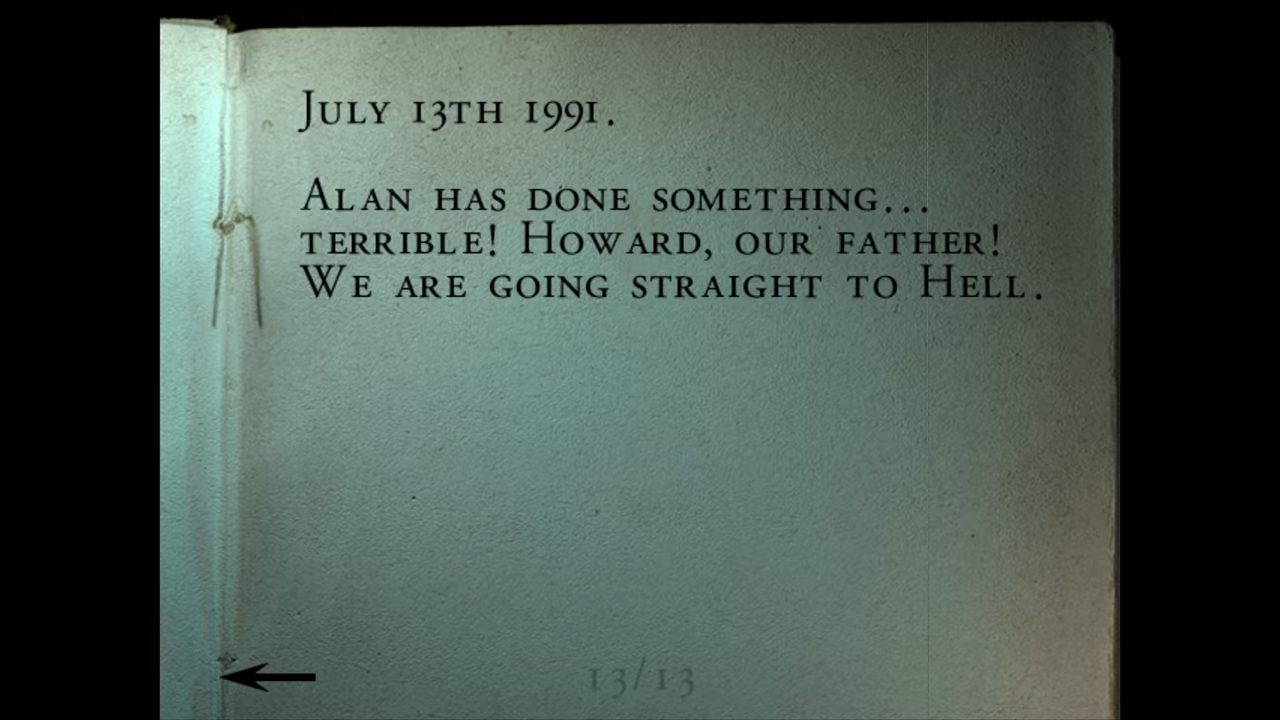 July 13th 1991.
Alan has done something...
terrible! Howard, our father!
We are going straight to Hell.
13/13